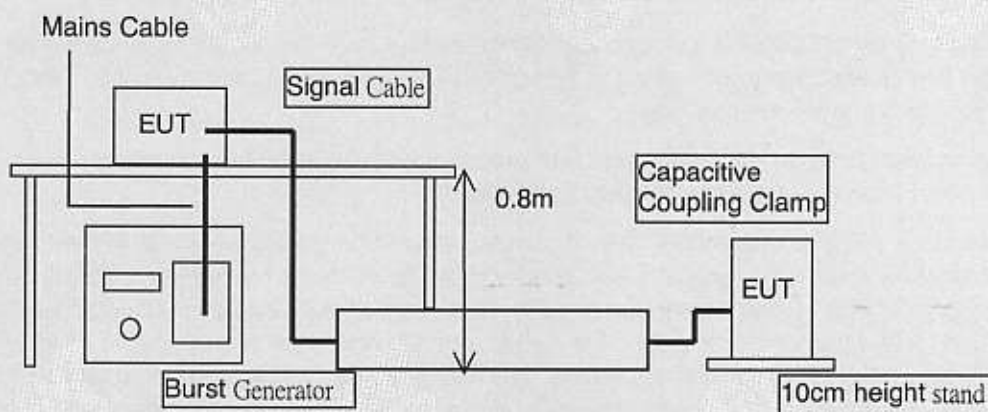 Mains Cable
Signal Cable
EUT
Capacitive
Coupling Clamp
0.8m
EUT
Burst Generator
10cm height stand